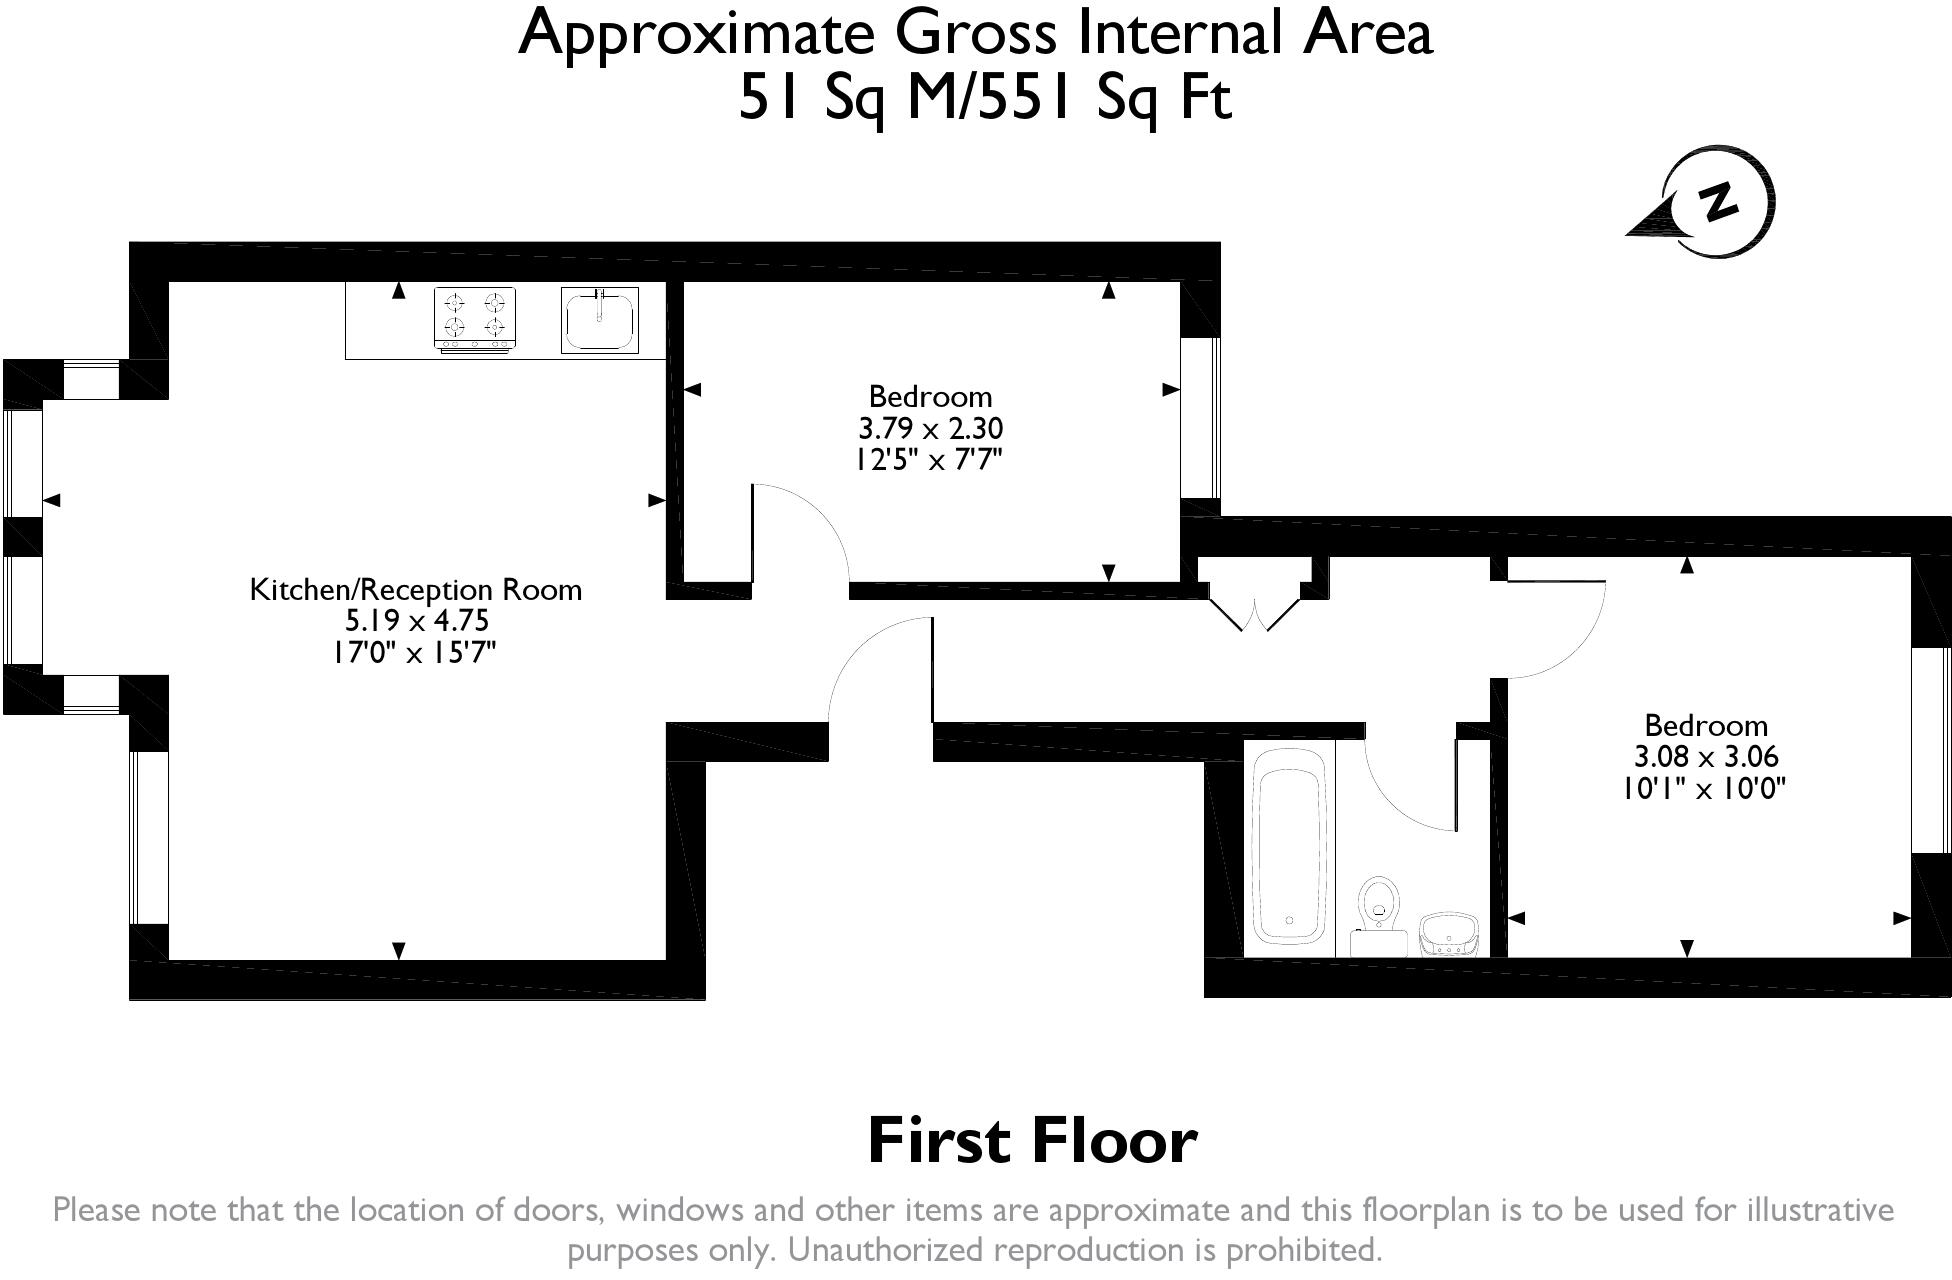 Approximate Gross Internal Area
51 Sq M/551 Sq Ft
N
Bedroom
3.79 x 2.30
12'5" x 7'7"
Kitchen/Reception Room
5.19 x 4.75
17'0" x 15'7"
Bedroom
3.08 x 3.06
10'1" x 10'0"
First Floor
Please note that the location of doors, windows and other items are approximate and this floorplan is to be used for illustrative
purposes only. Unauthorized reproduction is prohibited.